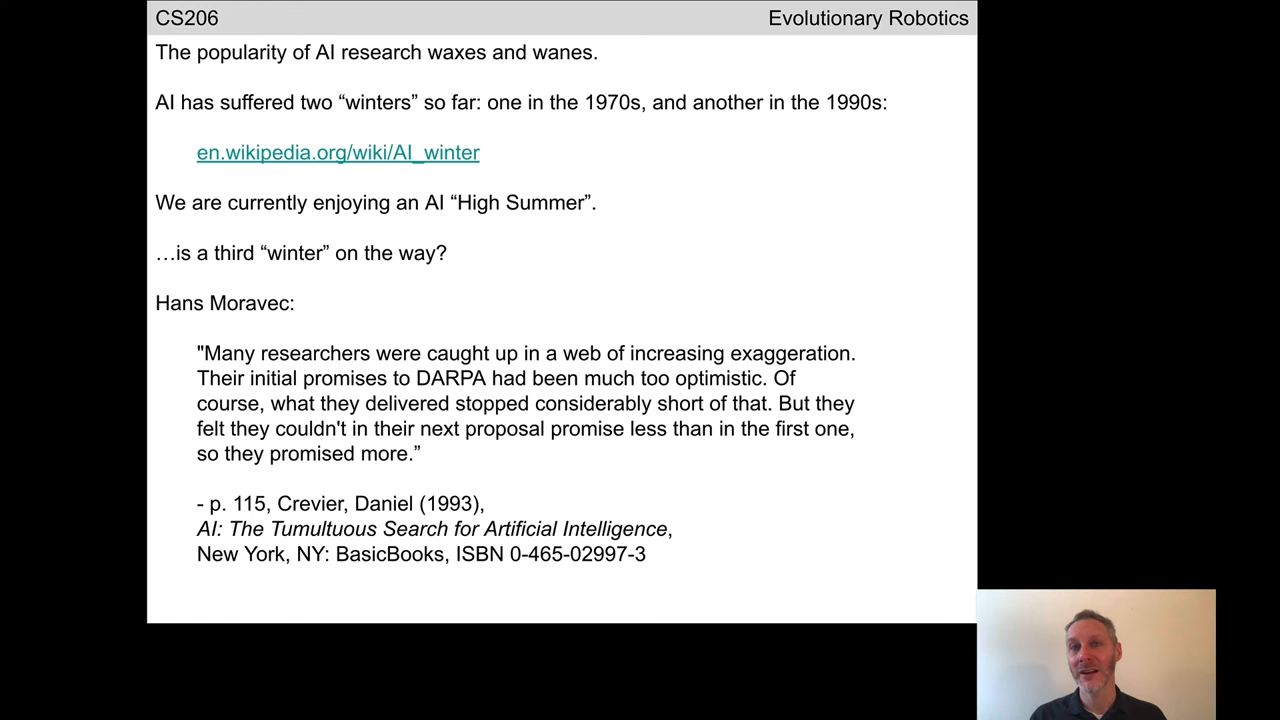 CS206
Evolutionary Robotics
The popularity of AI research waxes and wanes.
AI has suffered two “winters” so far: one in the 1970s, and another in the 1990s:
en.wikipedia.org/wiki/AI_winter
We are currently enjoying an AI “High Summer”.
…is a third “winter” on the way?
Hans Moravec:
"Many researchers were caught up in a web of increasing exaggeration.
Their initial promises to DARPA had been much too optimistic. Of
course, what they delivered stopped considerably short of that. But they
felt they couldn't in their next proposal promise less than in the first one,
so they promised more.”
- p. 115, Crevier, Daniel (1993),
AI: The Tumultuous Search for Artificial Intelligence,
New York, NY: BasicBooks, ISBN 0-465-02997-3